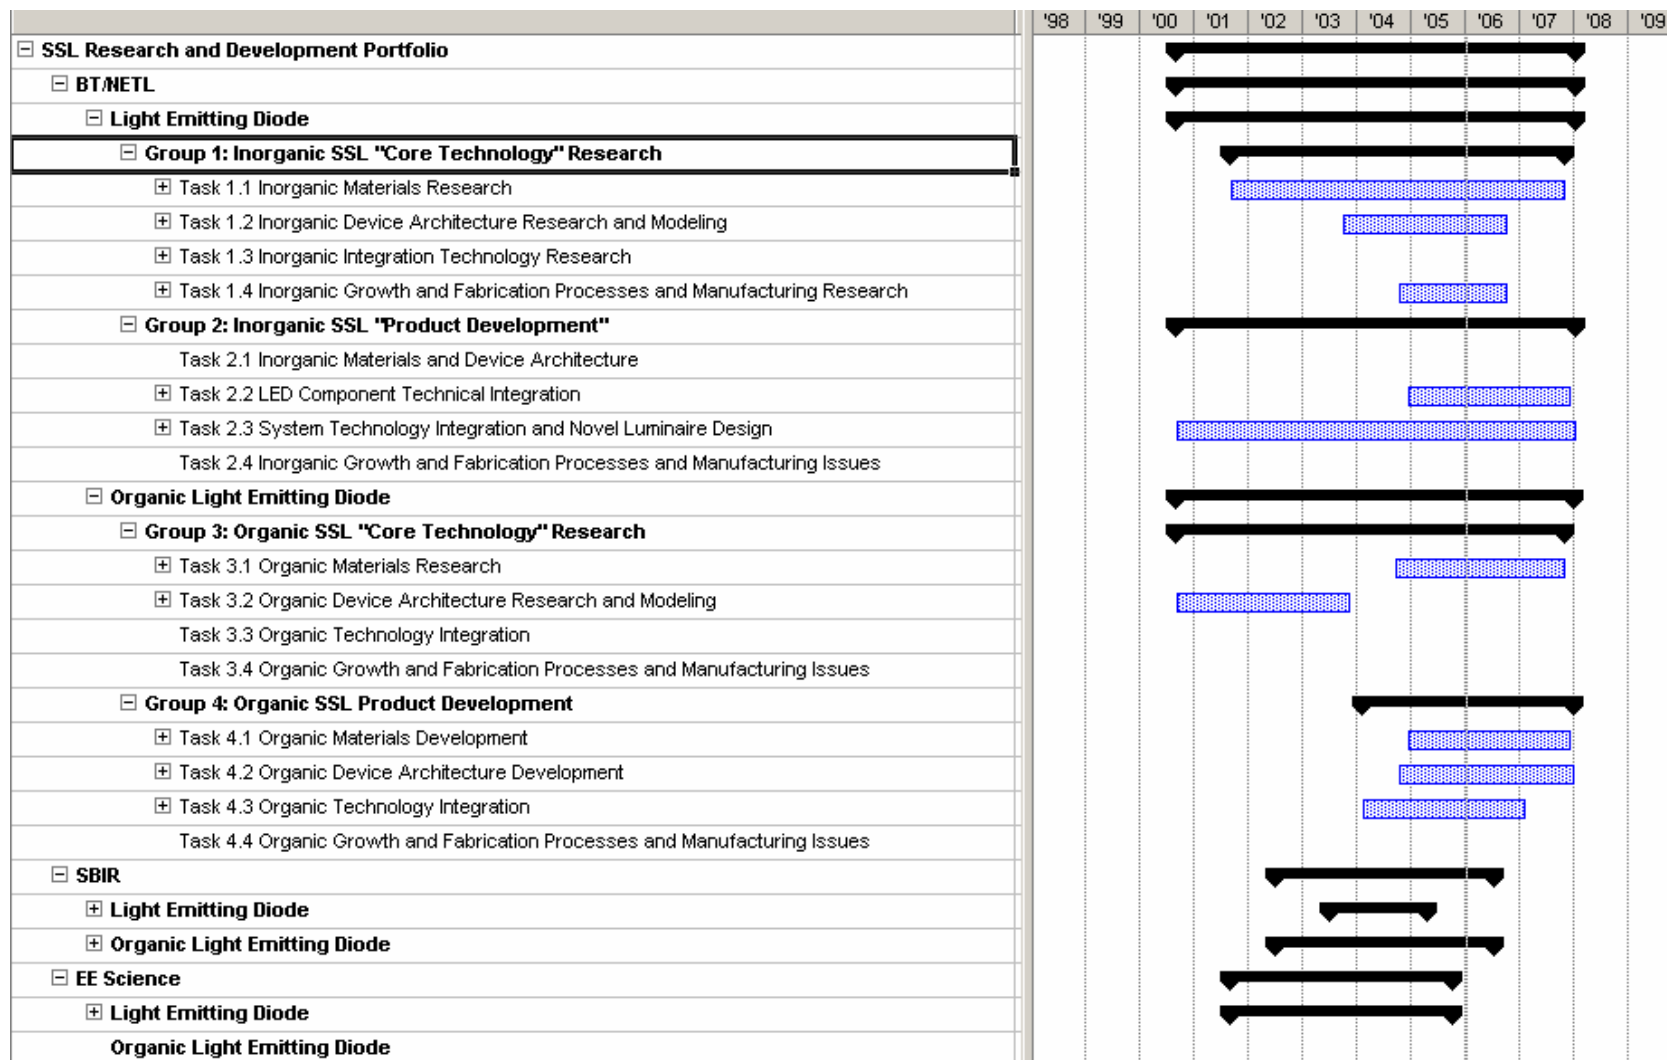 '98 '99 '00 '01 '02 '03 '04 '05 '06 '07 '08 '09
SSL Research and Development Portfolio
BT/NETL
Light Emitting Diode
Group 1: Inorganic SSL "Core Technology" Research
Task 1.1 Inorganic Materials Research
Task 1.2 Inorganic Device Architecture Research and Modeling
Task 1.3 Inorganic Integration Technology Research
Task 1.4 Inorganic Growth and Fabrication Processes and Manufacturing Research
Group 2: Inorganic SSL "Product Development"
Task 2.1 Inorganic Materials and Device Architecture
Task 2.2 LED Component Technical Integration
Task 2.3 System Technology Integration and Novel Luminaire Design
Task 2.4 Inorganic Growth and Fabrication Processes and Manufacturing Issues
Organic Light Emitting Diode
Group 3: Organic SSL "Core Technology" Research
Task 3.1 Organic Materials Research
Task 3.2 Organic Device Architecture Research and Modeling
Task 3.3 Organic Technology Integration
Task 3.4 Organic Growth and Fabrication Processes and Manufacturing Issues
Group 4: Organic SSL Product Development
Task 4.1 Organic Materials Development
Task 4.2 Organic Device Architecture Development
Task 4.3 Organic Technology Integration
Task 4.4 Organic Growth and Fabrication Processes and Manufacturing Issues
SBIR
Light Emitting Diode
Organic Light Emitting Diode
EE Science
Light Emitting Diode
Organic Light Emitting Diode